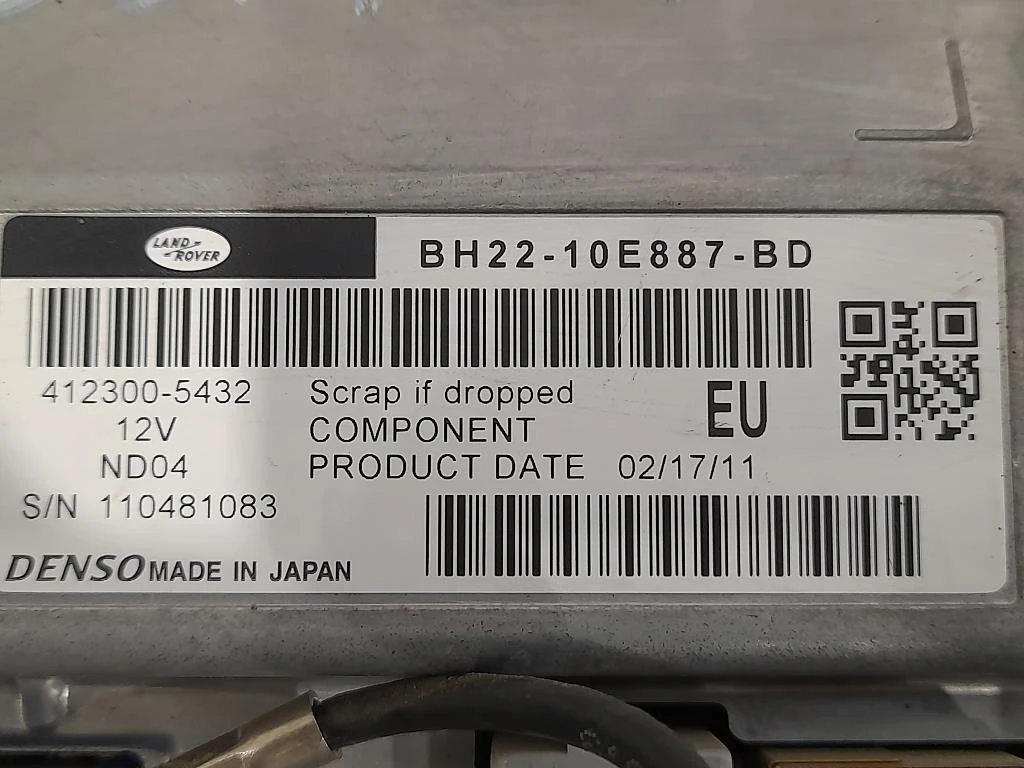 LAND ROVER
BH22-10E887-BD
412300-5432 Scrap if dropped EU
12V COMPONENT
ND04 PRODUCT DATE 02/17/11
S/N 110481083
DENSO MADE IN JAPAN